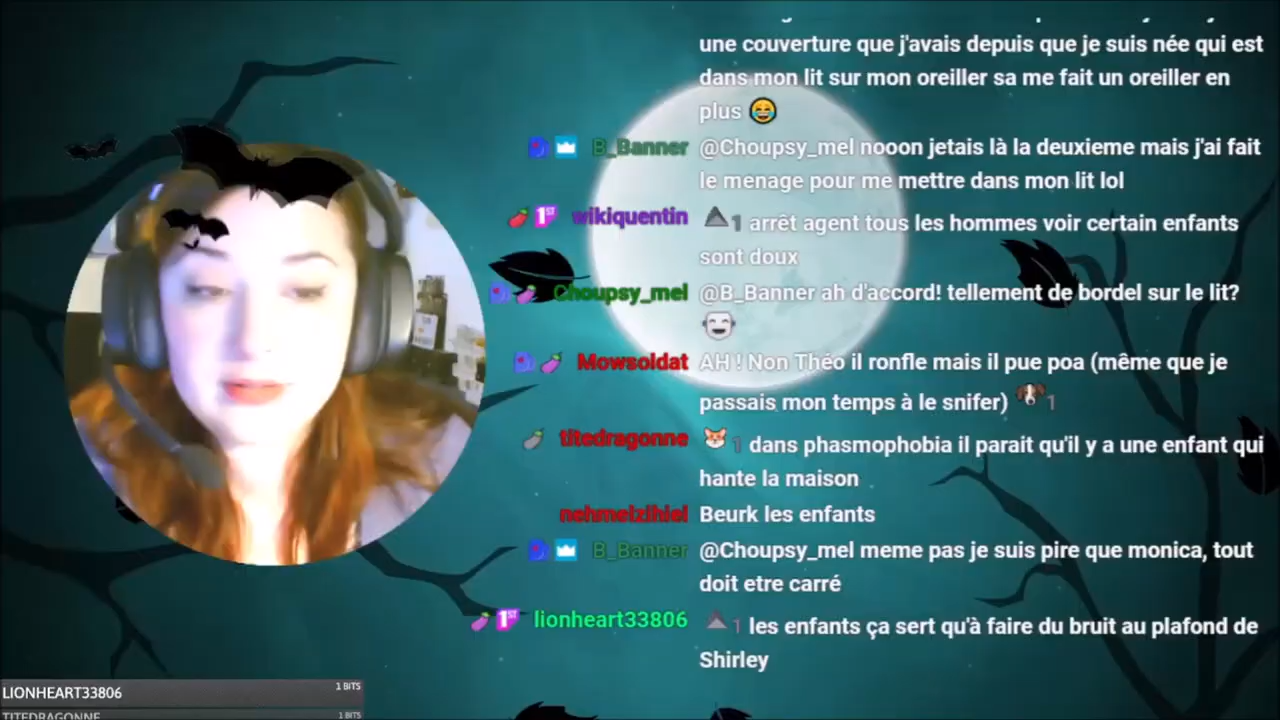 une couverture que j'avais depuis que je suis née qui est
dans mon lit sur mon oreiller sa me fait un oreiller en
plus 😂
B_Banner @Choupsy_mel nooon jetais là la deuxieme mais j'ai fait
le menage pour me mettre dans mon lit lol
1ST wikiquentin 1 arrêt agent tous les hommes voir certain enfants
sont doux
Choupsy_mel @B_Banner ah d'accord! tellement de bordel sur le lit?
Mowsoldat AH ! Non Théo il ronfle mais il pue poa (même que je
passais mon temps à le snifer) 1
titedragonne 1 dans phasmophobia il parait qu'il y a une enfant qui
hante la maison
nehmelzihiel Beurk les enfants
B_Banner @Choupsy_mel meme pas je suis pire que monica, tout
doit etre carré
1ST lionheart33806 1 les enfants ça sert qu'à faire du bruit au plafond de
Shirley
LIONHEART33806 1 BITS
TITEDRAGONNE 1 BITS